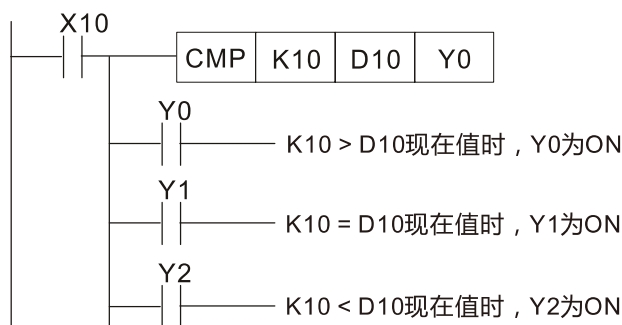 X10
CMP K10 D10 Y0
Y0
K10 > D10现在值时，Y0为ON
Y1
K10 = D10现在值时，Y1为ON
Y2
K10 < D10现在值时，Y2为ON